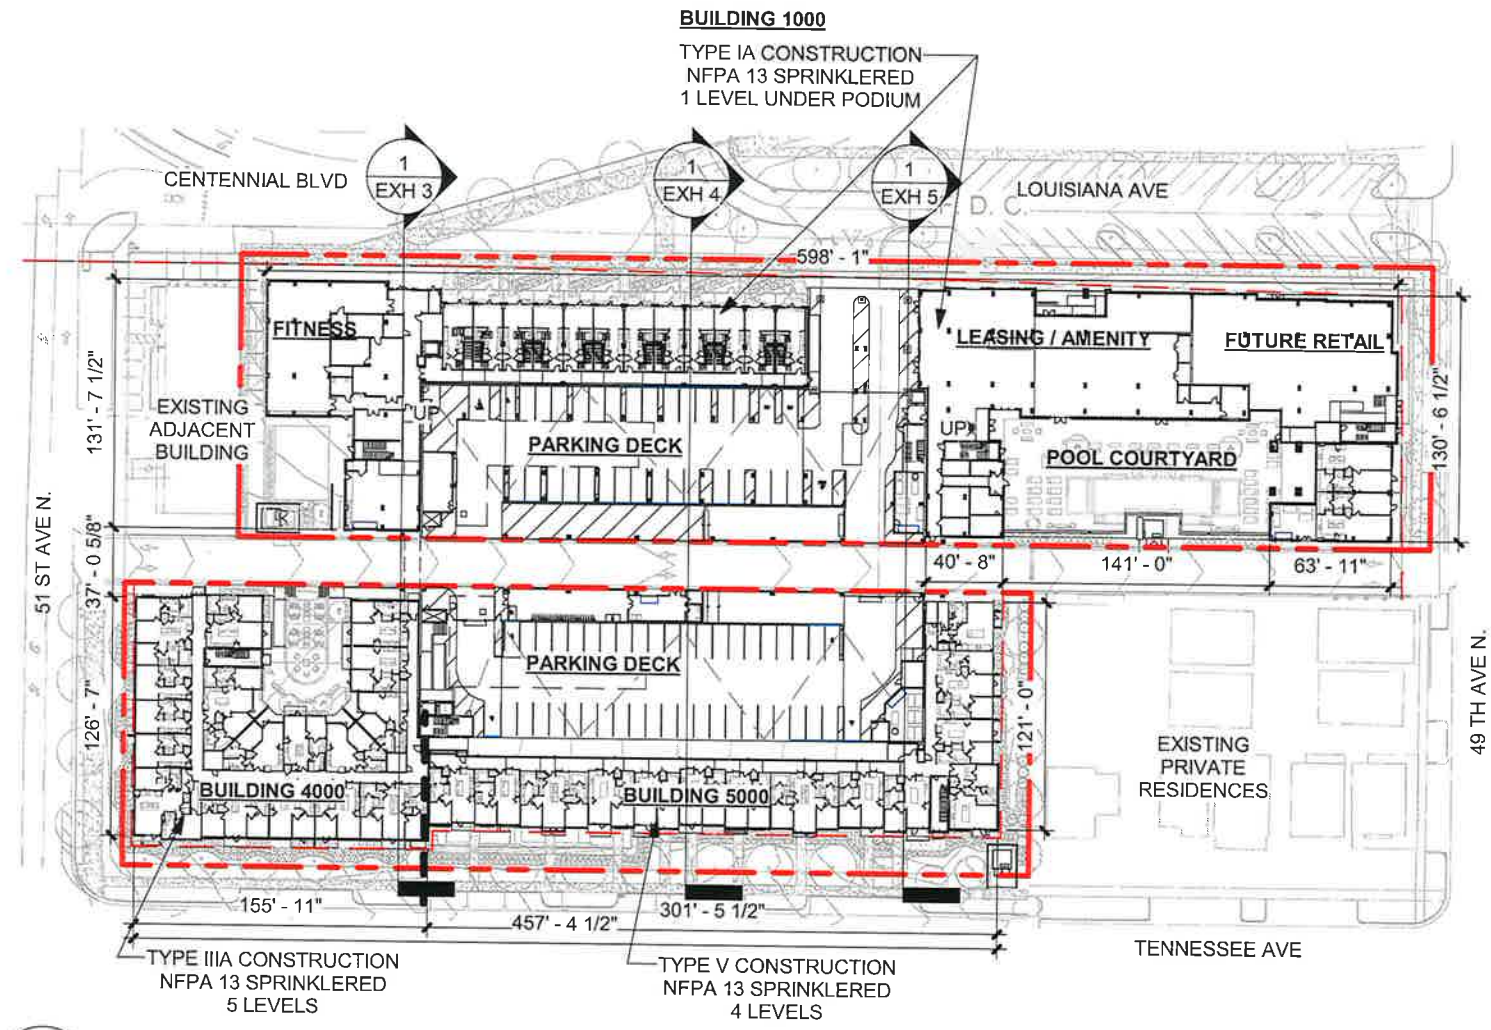 BUILDING 1000
TYPE IA CONSTRUCTION
NFPA 13 SPRINKLERED
1 LEVEL UNDER PODIUM
CENTENNIAL BLVD
1
EXH 3
1
EXH 4
1
EXH 5
LOUISIANA AVE
D. C.
598' - 1"
FITNESS
LEASING / AMENITY
FUTURE RETAIL
131' - 7 1/2"
130' - 6 1/2"
EXISTING
ADJACENT
BUILDING
UP
UP
PARKING DECK
POOL COURTYARD
51 ST AVE N.
37' - 0 5/8"
40' - 8"
141' - 0"
63' - 11"
PARKING DECK
126' - 7"
121' - 0"
49 TH AVE N.
EXISTING
PRIVATE
RESIDENCES
BUILDING 4000
BUILDING 5000
155' - 11"
457' - 4 1/2"
301' - 5 1/2"
TENNESSEE AVE
TYPE IIIA CONSTRUCTION
NFPA 13 SPRINKLERED
5 LEVELS
TYPE V CONSTRUCTION
NFPA 13 SPRINKLERED
4 LEVELS